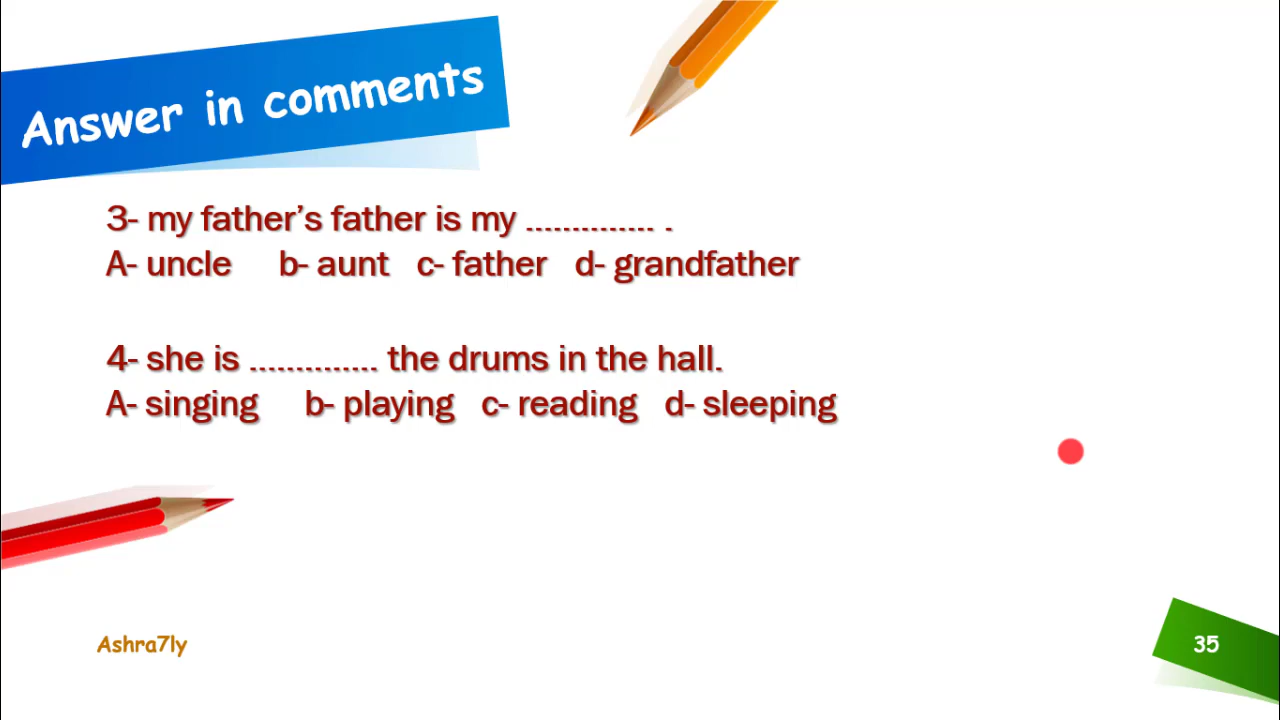 Answer in comments
3- my father’s father is my .............. .
A- uncle b- aunt c- father d- grandfather
4- she is .............. the drums in the hall.
A- singing b- playing c- reading d- sleeping
Ashra7ly
35